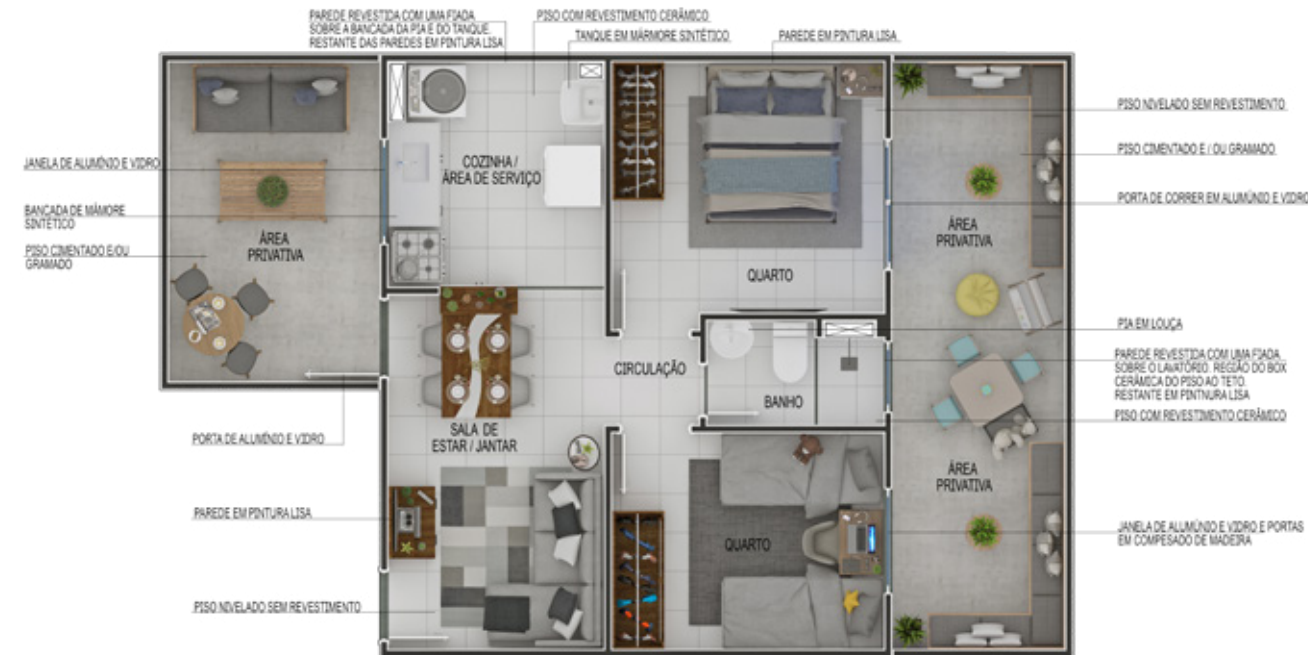 PAREDE REVESTIDA COM UMA FIADA
SOBRE A BANCADA DA PIA E DO TANQUE.
RESTANTE DAS PAREDES EM PINTURA LISA
PISO COM REVESTIMENTO CERÂMICO
TANQUE EM MÁRMORE SINTÉTICO
PAREDE EM PINTURA LISA
JANELA DE ALUMÍNIO E VIDRO
BANCADA DE MÁMORE
SINTÉTICO
PISO CIMENTADO E/OU
GRAMADO
ÁREA
PRIVATIVA
PORTA DE ALUMÍNIO E VIDRO
PAREDE EM PINTURA LISA
PISO NIVELADO SEM REVESTIMENTO
COZINHA /
ÁREA DE SERVIÇO
SALA DE
ESTAR / JANTAR
CIRCULAÇÃO
QUARTO
BANHO
QUARTO
ÁREA
PRIVATIVA
ÁREA
PRIVATIVA
PISO NIVELADO SEM REVESTIMENTO
PISO CIMENTADO E / OU GRAMADO
PORTA DE CORRER EM ALUMÍNIO E VIDRO
PIA EM LOUÇA
PAREDE REVESTIDA COM UMA FIADA
SOBRE O LAVATÓRIO. REGIÃO DO BOX
CERÂMICA DO PISO AO TETO.
RESTANTE EM PINTNURA LISA
PISO COM REVESTIMENTO CERÂMICO
JANELA DE ALUMÚNIO E VIDRO E PORTAS
EM COMPESADO DE MADEIRA